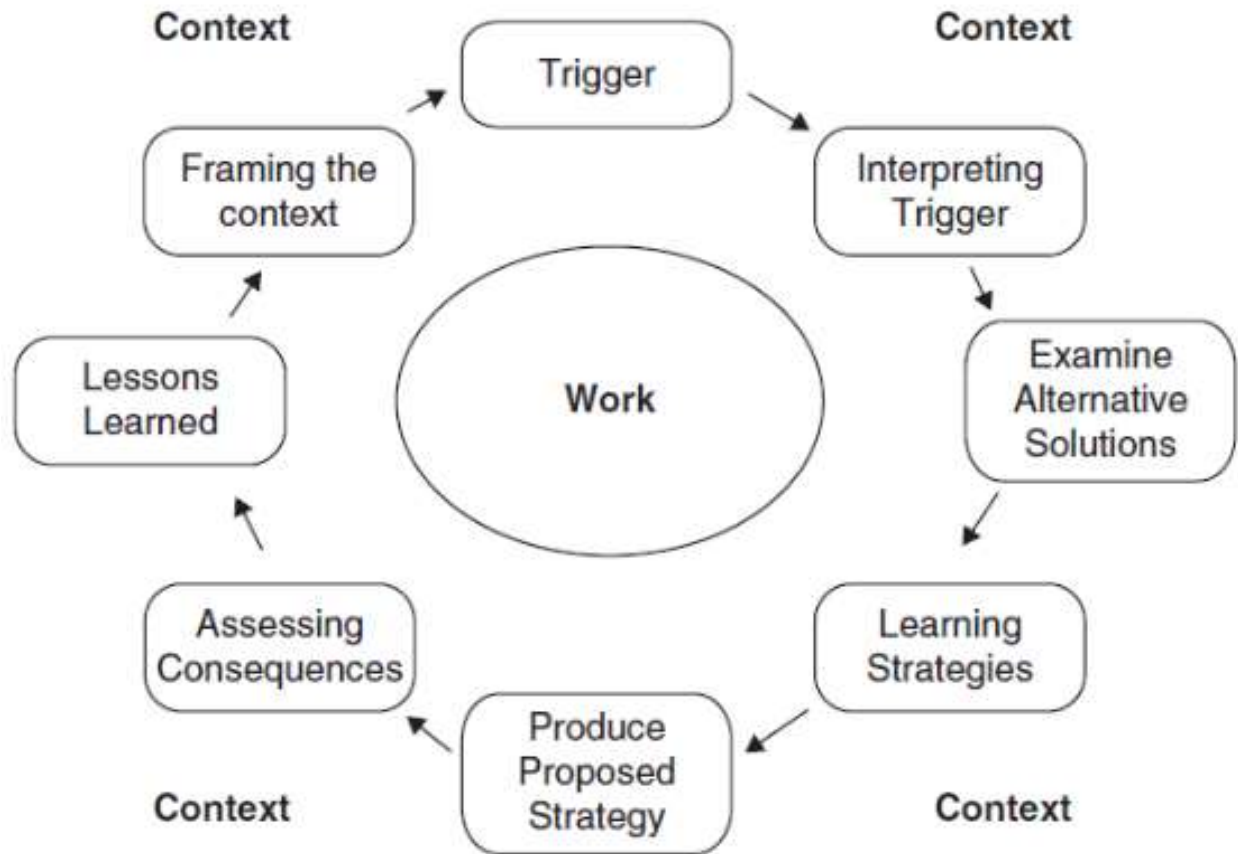 Context
Context
Trigger
Interpreting
Trigger
Examine
Alternative
Solutions
Learning
Strategies
Produce
Proposed
Strategy
Assessing
Consequences
Lessons
Learned
Framing the
context
Work
Context
Context